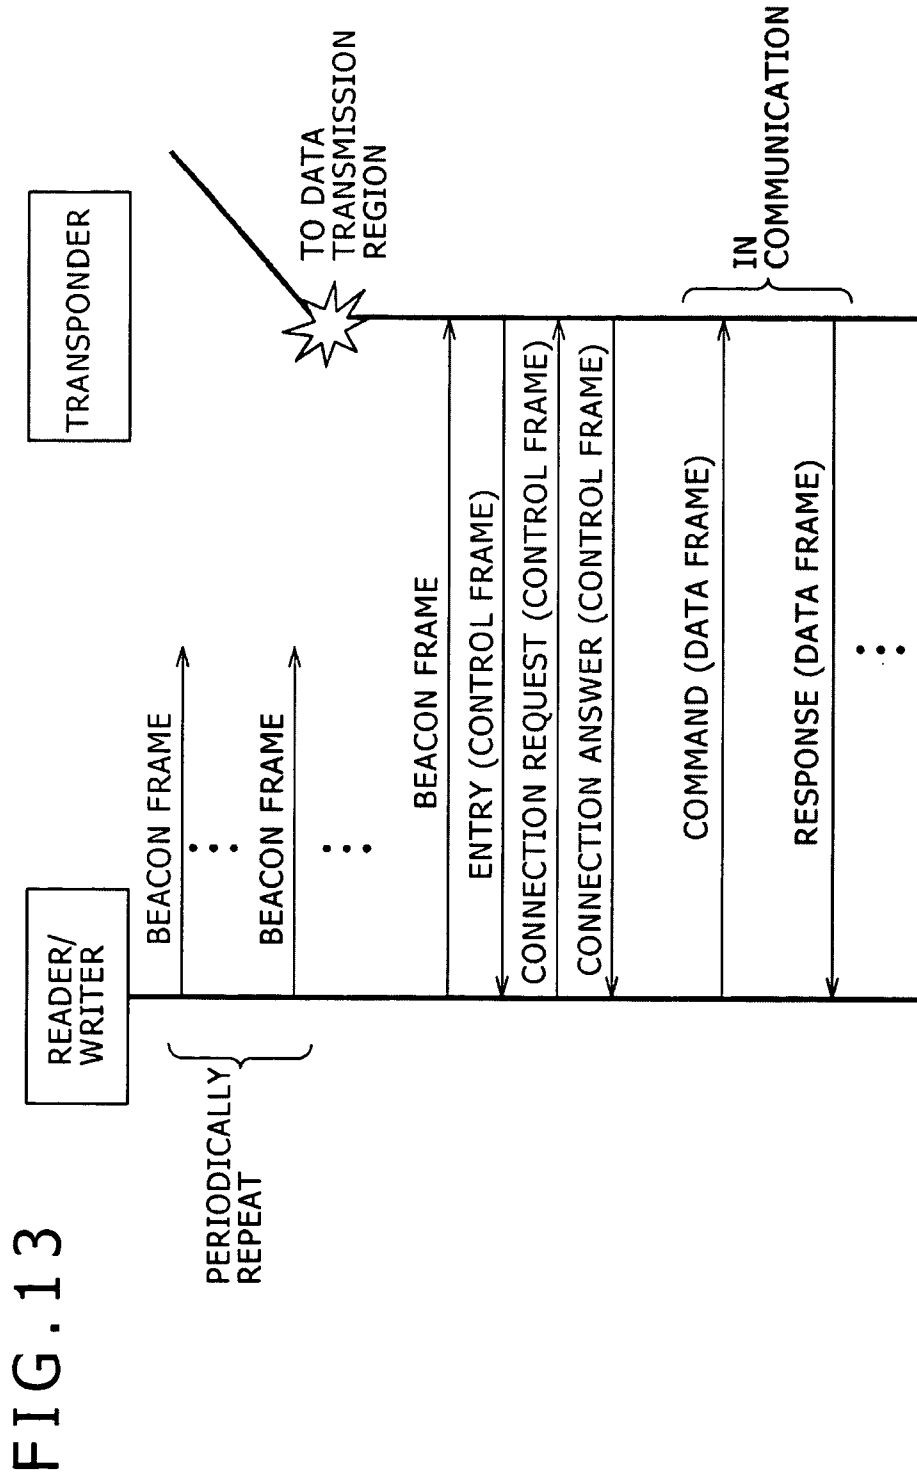 FIG.13
READER/
WRITER
TRANSPONDER
PERIODICALLY
REPEAT
BEACON FRAME
BEACON FRAME
TO DATA
TRANSMISSION
REGION
BEACON FRAME
ENTRY (CONTROL FRAME)
CONNECTION REQUEST (CONTROL FRAME)
CONNECTION ANSWER (CONTROL FRAME)
COMMAND (DATA FRAME)
RESPONSE (DATA FRAME)
IN
COMMUNICATION